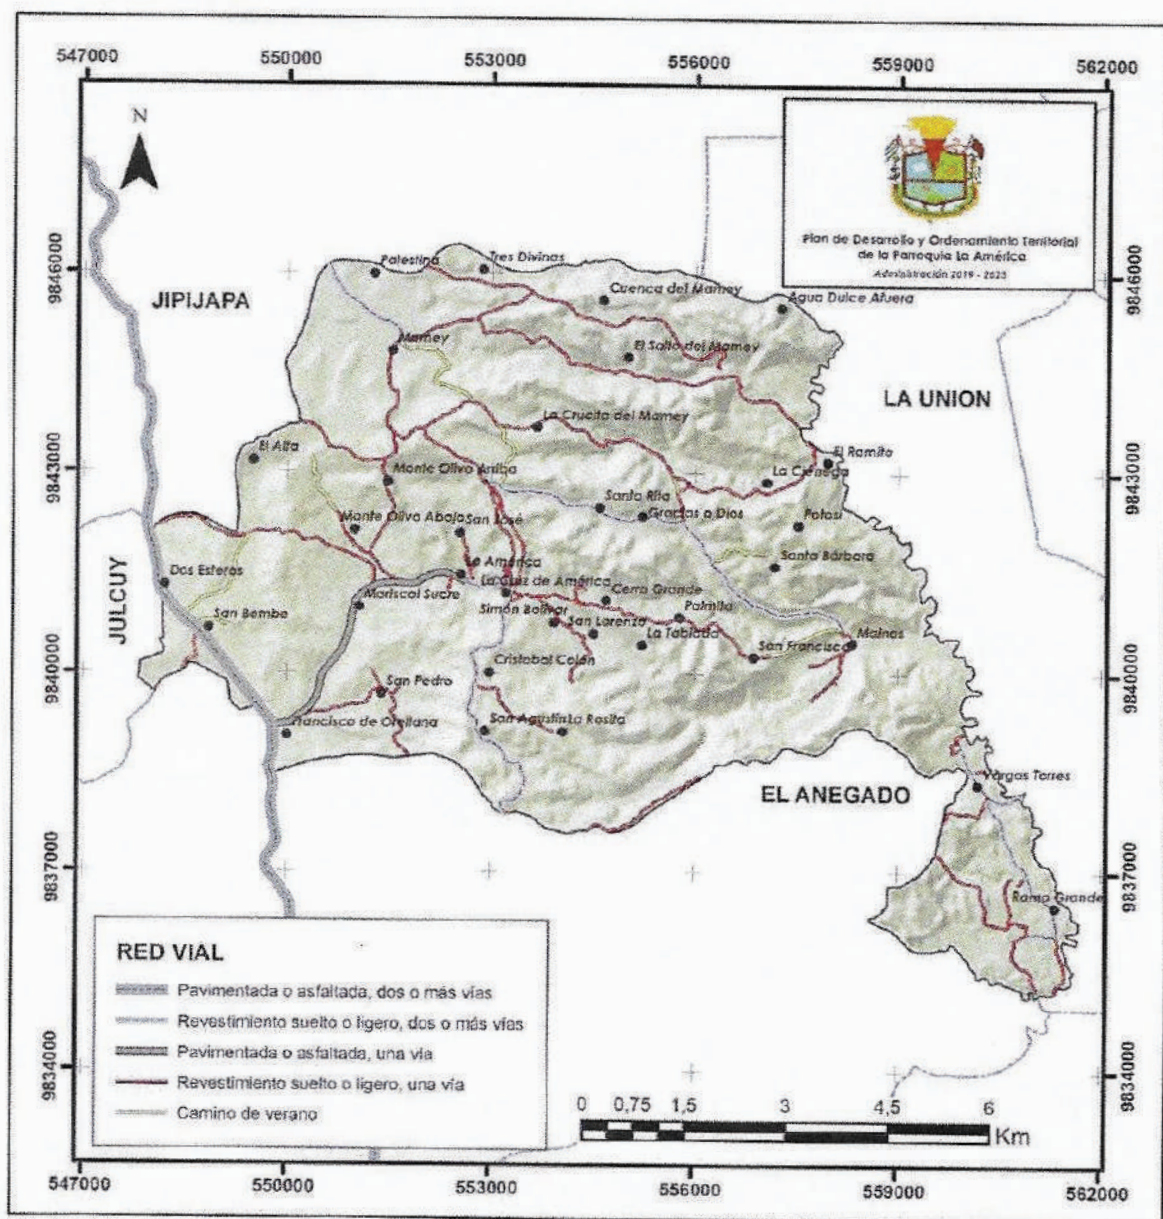 547000 550000 553000 556000 559000 562000
N
Plan de Desarrollo y Ordenamiento Territorial
de la Parroquia La América
Administración 2019 - 2023
9846000
9846000
Palestina
Tres Divinas
JIPIJAPA
Cuenca del Mamey
Agua Dulce Afuera
Mamey
El Salto del Mamey
LA UNION
La Crucita del Mamey
El Alta
El Ramito
9843000
9843000
Monte Olivo Arriba
La Ciénega
Santa Rita
Gracias a Dios
Monte Olivo Abajo
San José
Potosi
Santa Bárbara
Dos Esteros
La América
La Cruz de América
Cerro Grande
JULCUY
Mariscal Sucre
Simón Bolívar
Palmita
San Bembe
San Lorenzo
La Tablada
San Francisco
Mainas
9840000
9840000
Cristobal Colón
San Pedro
Francisco de Orellana
San Agustín
La Rosita
EL ANEGADO
Vargas Torres
9837000
9837000
Rama Grande
RED VIAL
Pavimentada o asfaltada, dos o más vías
Revestimiento suelto o ligero, dos o más vías
Pavimentada o asfaltada, una vía
Revestimiento suelto o ligero, una vía
Camino de verano
9834000
9834000
0 0,75 1,5 3 4,5 6
Km
547000 550000 553000 556000 559000 562000